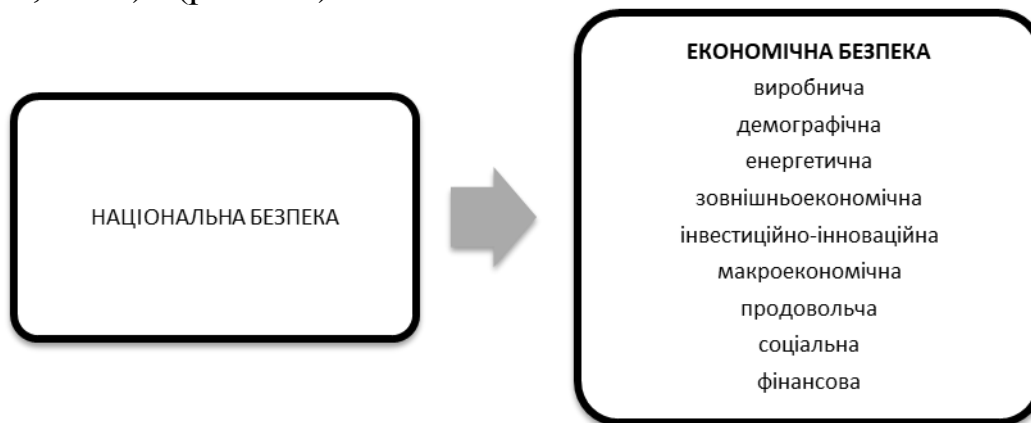 НАЦІОНАЛЬНА БЕЗПЕКА
ЕКОНОМІЧНА БЕЗПЕКА
виробнича
демографічна
енергетична
зовнішньоекономічна
інвестиційно-інноваційна
макроекономічна
продовольча
соціальна
фінансова